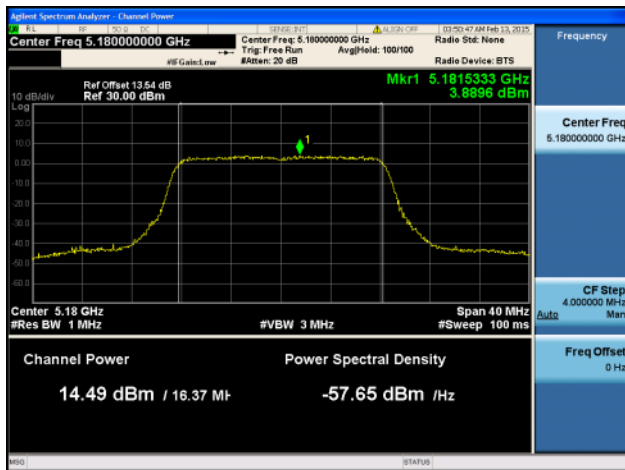 Agilent Spectrum Analyzer - Channel Power
RL RF 50 Ω DC SENSE:INT ALIGN OFF 03:50:47 AM Feb 13, 2015
Center Freq 5.180000000 GHz Center Freq: 5.180000000 GHz Radio Std: None
Trig: Free Run Avg|Hold: 100/100
#IFGain:Low #Atten: 20 dB Radio Device: BTS
Ref Offset 13.54 dB Mkr1 5.1815333 GHz
10 dB/div Ref 30.00 dBm 3.8896 dBm
Log
20.0
10.0
1
0.00
-10.0
-20.0
-30.0
-40.0
-50.0
-60.0
Center 5.18 GHz Span 40 MHz
#Res BW 1 MHz #VBW 3 MHz #Sweep 100 ms
Channel Power Power Spectral Density
14.49 dBm / 16.37 MH -57.65 dBm /Hz
MSG STATUS
Frequency
Center Freq
5.180000000 GHz
CF Step
4.000000 MHz
Auto Man
Freq Offset
0 Hz